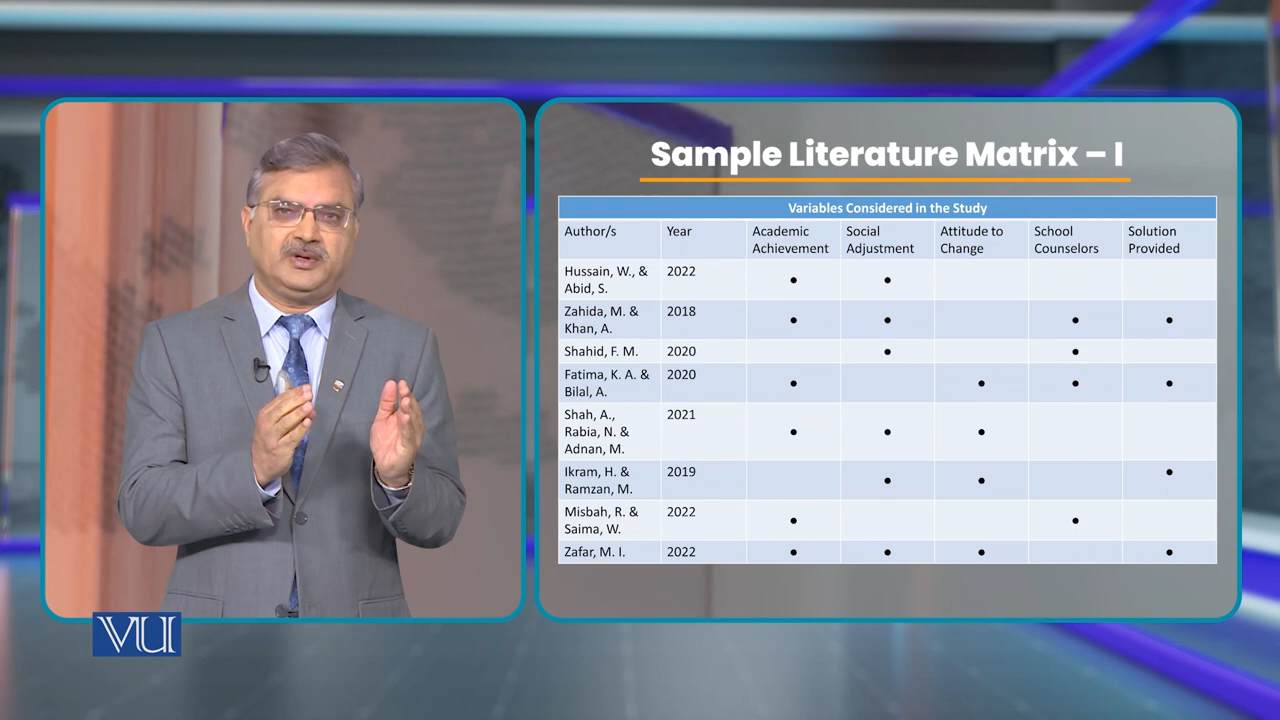 Sample Literature Matrix – I
Variables Considered in the Study
Author/s Year Academic Achievement Social Adjustment Attitude to Change School Counselors Solution Provided
Hussain, W., & Abid, S. 2022 • •
Zahida, M. & Khan, A. 2018 • • • •
Shahid, F. M. 2020 • •
Fatima, K. A. & Bilal, A. 2020 • • • •
Shah, A., Rabia, N. & Adnan, M. 2021 • • •
Ikram, H. & Ramzan, M. 2019 • • •
Misbah, R. & Saima, W. 2022 • •
Zafar, M. I. 2022 • • • •
VU